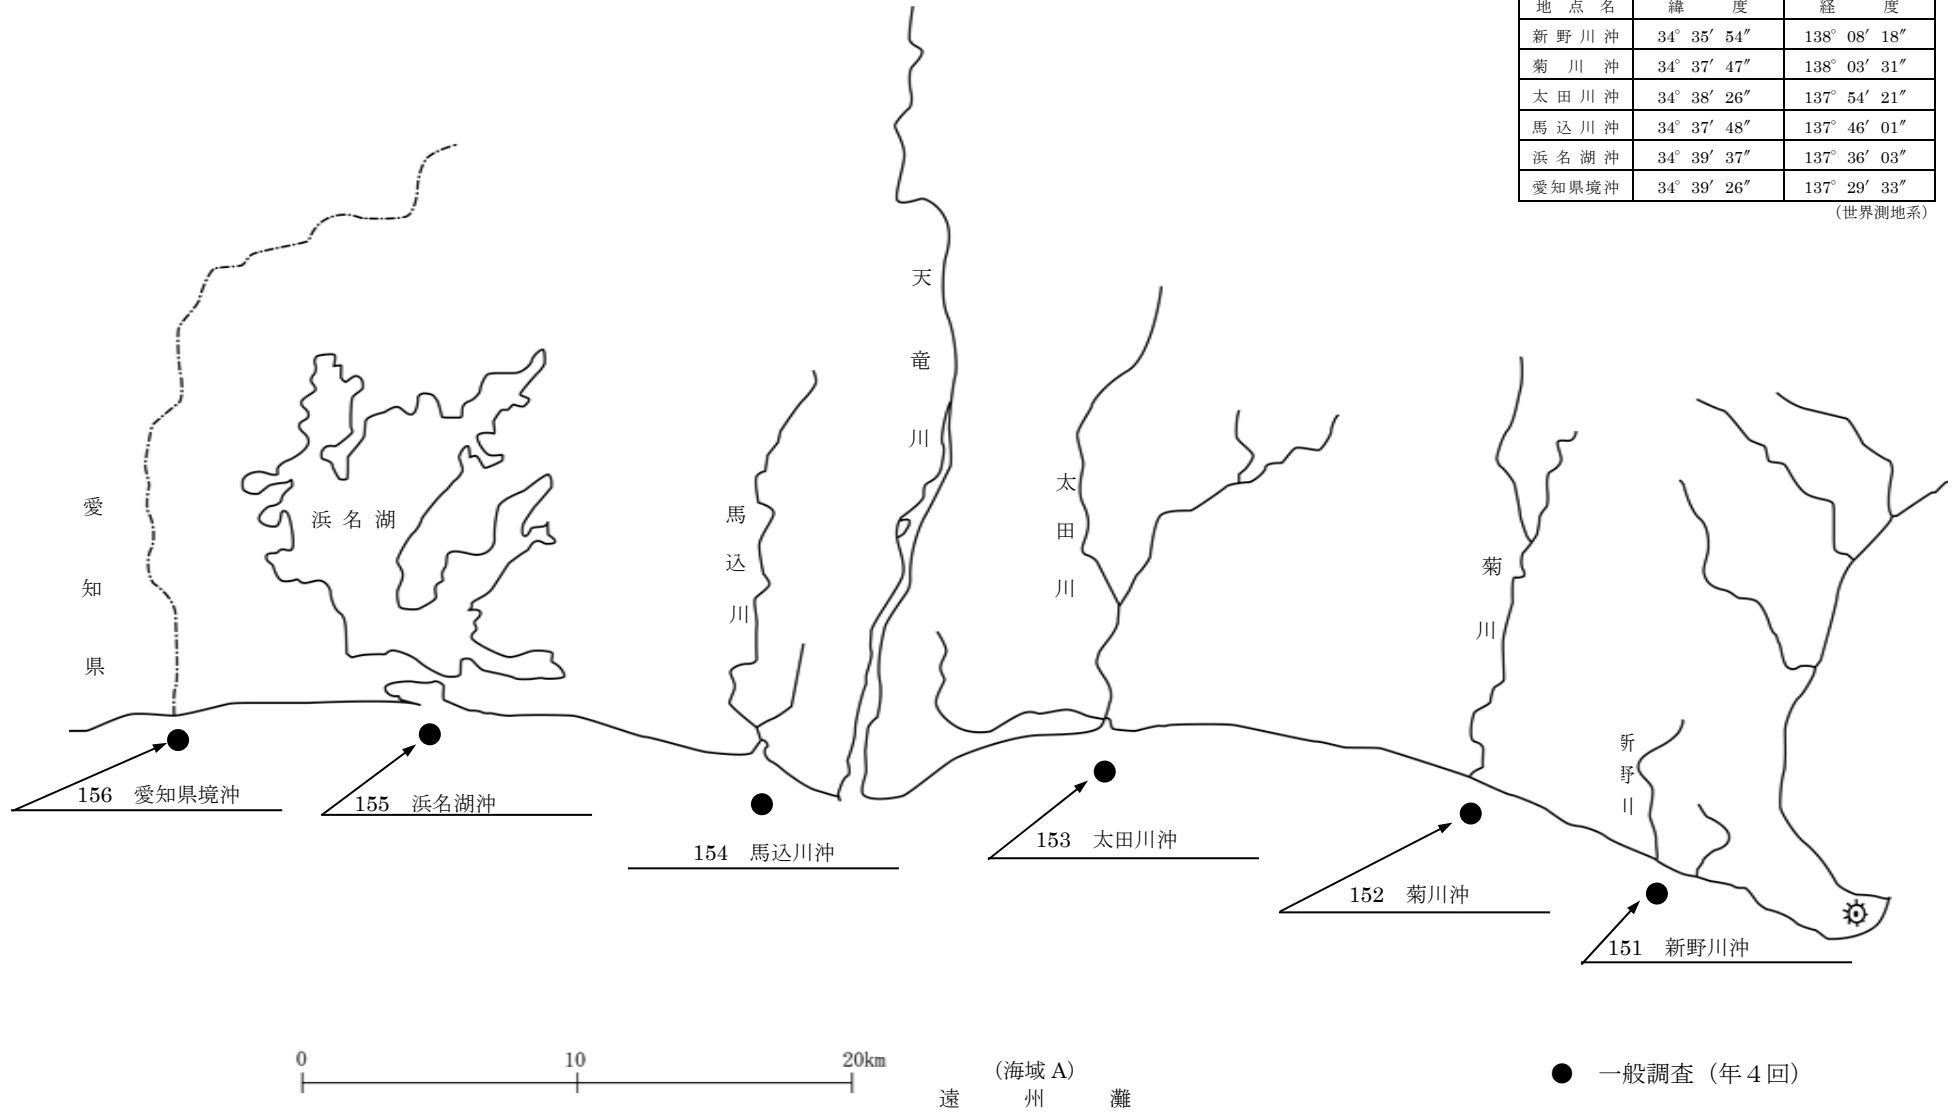 地点名 緯度 経度
新野川沖 34° 35′ 54″ 138° 08′ 18″
菊川沖 34° 37′ 47″ 138° 03′ 31″
太田川沖 34° 38′ 26″ 137° 54′ 21″
馬込川沖 34° 37′ 48″ 137° 46′ 01″
浜名湖沖 34° 39′ 37″ 137° 36′ 03″
愛知県境沖 34° 39′ 26″ 137° 29′ 33″
（世界測地系）
愛知県
浜名湖
馬込川
天竜川
太田川
菊川
新野川
156 愛知県境沖
155 浜名湖沖
154 馬込川沖
153 太田川沖
152 菊川沖
151 新野川沖
0 10 20km
（海域 A）
遠州灘
● 一般調査（年４回）